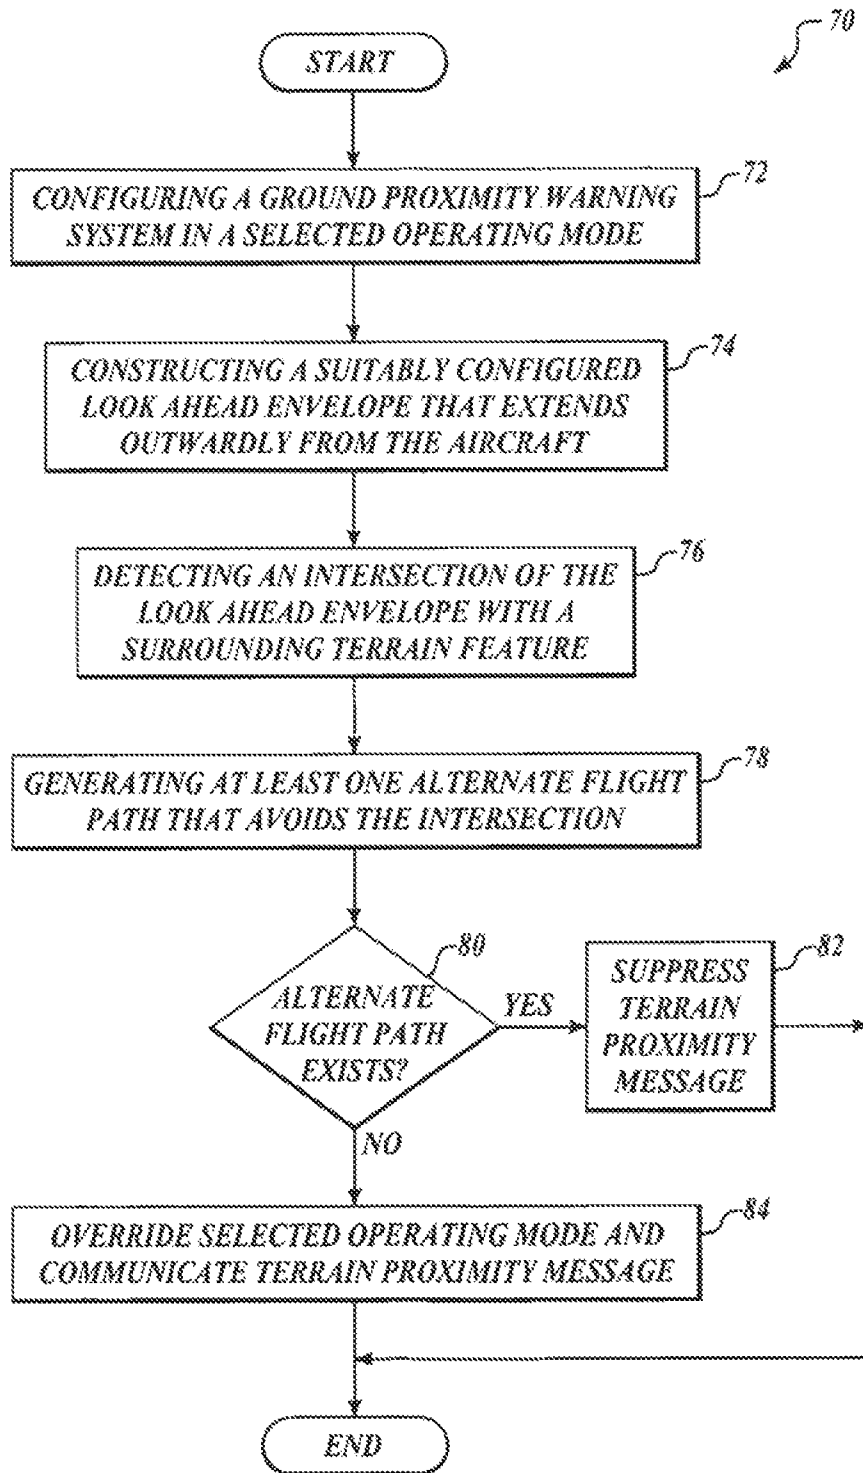 70
START
72
CONFIGURING A GROUND PROXIMITY WARNING
SYSTEM IN A SELECTED OPERATING MODE
74
CONSTRUCTING A SUITABLY CONFIGURED
LOOK AHEAD ENVELOPE THAT EXTENDS
OUTWARDLY FROM THE AIRCRAFT
76
DETECTING AN INTERSECTION OF THE
LOOK AHEAD ENVELOPE WITH A
SURROUNDING TERRAIN FEATURE
78
GENERATING AT LEAST ONE ALTERNATE FLIGHT
PATH THAT AVOIDS THE INTERSECTION
80
ALTERNATE
FLIGHT PATH
EXISTS?
YES
82
SUPPRESS
TERRAIN
PROXIMITY
MESSAGE
NO
84
OVERRIDE SELECTED OPERATING MODE AND
COMMUNICATE TERRAIN PROXIMITY MESSAGE
END